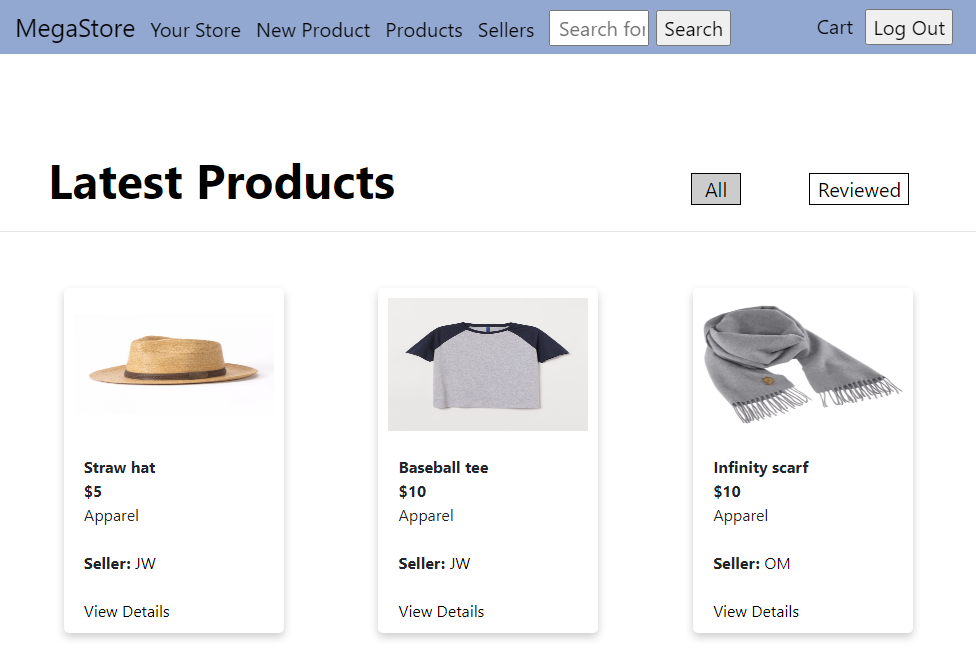 MegaStore Your Store New Product Products Sellers Search for Search Cart Log Out
Latest Products All Reviewed
Straw hat
$5
Apparel
Seller: JW
View Details
Baseball tee
$10
Apparel
Seller: JW
View Details
Infinity scarf
$10
Apparel
Seller: OM
View Details